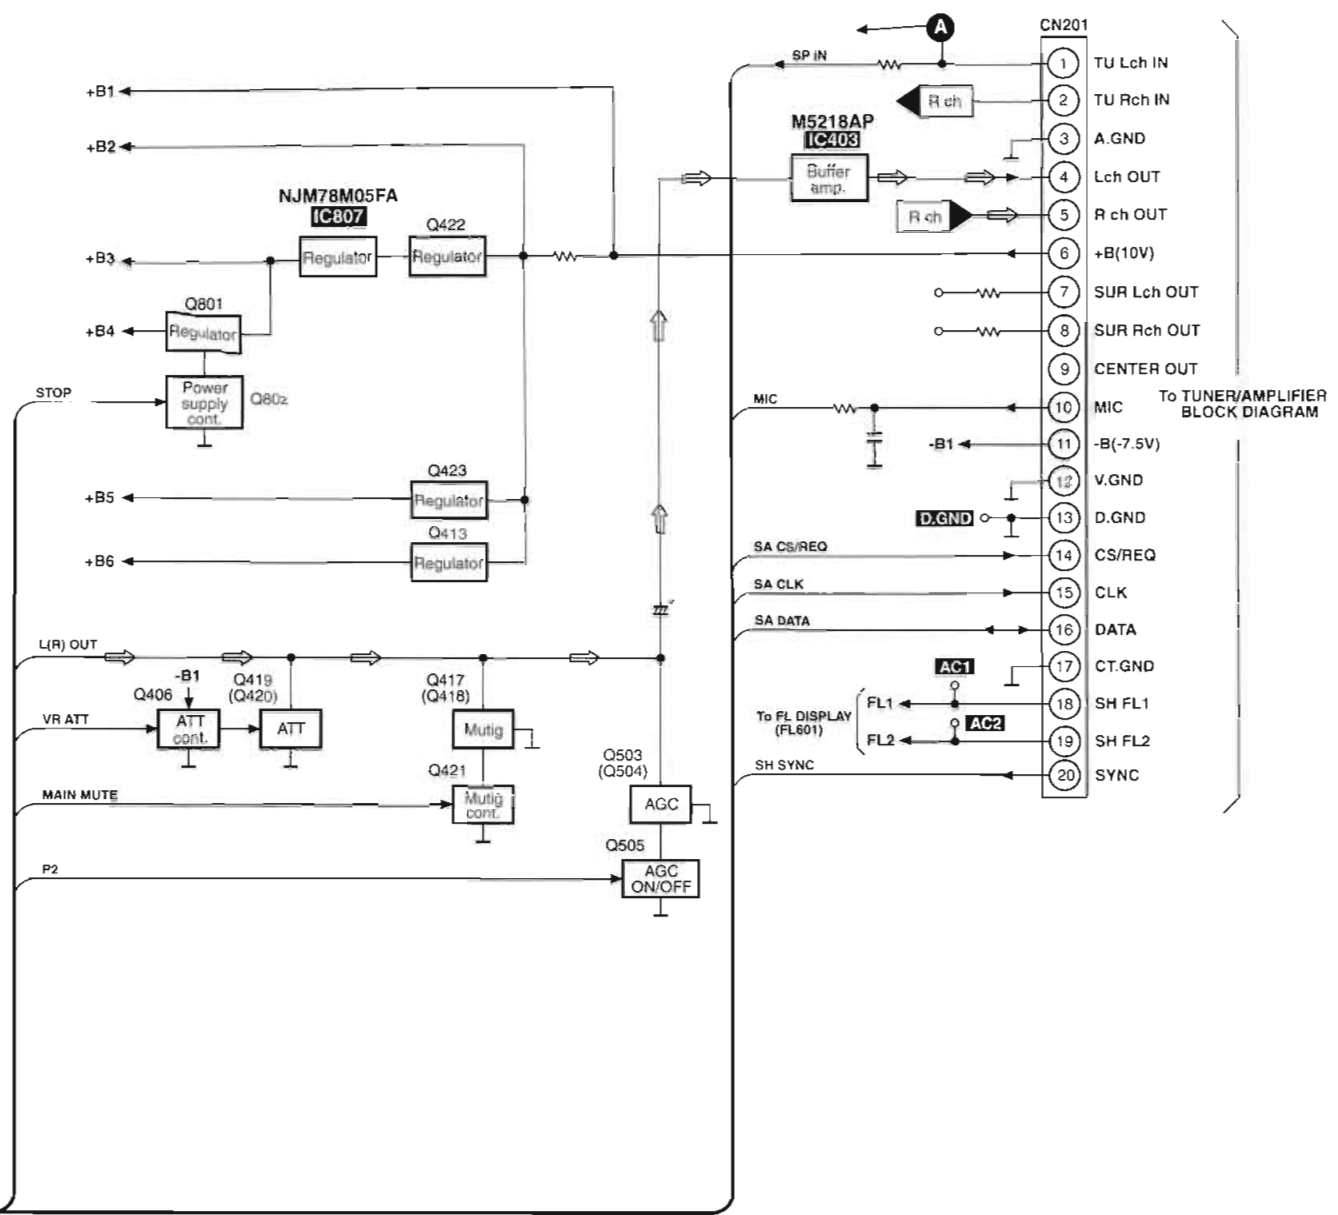 A
CN201
SP IN
1 TU Lch IN
+B1
R ch
2 TU Rch IN
M5218AP
IC403
3 A.GND
+B2
Buffer
amp.
4 Lch OUT
NJM78M05FA
IC807
Q422
R ch
5 R ch OUT
+B3
Regulator
Regulator
6 +B(10V)
7 SUR Lch OUT
Q801
+B4
Regulator
8 SUR Rch OUT
9 CENTER OUT
STOP
Power
supply
cont.
Q802
MIC
10 MIC
To TUNER/AMPLIFIER
BLOCK DIAGRAM
-B1
11 -B(-7.5V)
Q423
+B5
Regulator
12 V.GND
D.GND
13 D.GND
Q413
+B6
Regulator
SA CS/REQ
14 CS/REQ
SA CLK
15 CLK
SA DATA
16 DATA
L(R) OUT
AC1
17 CT.GND
-B1
Q406
Q419
(Q420)
Q417
(Q418)
FL1
18 SH FL1
To FL DISPLAY
(FL601)
AC2
VR ATT
ATT
cont.
ATT
Mutig
FL2
19 SH FL2
Q503
(Q504)
Q421
SH SYNC
20 SYNC
MAIN MUTE
Mutig
cont.
AGC
Q505
P2
AGC
ON/OFF